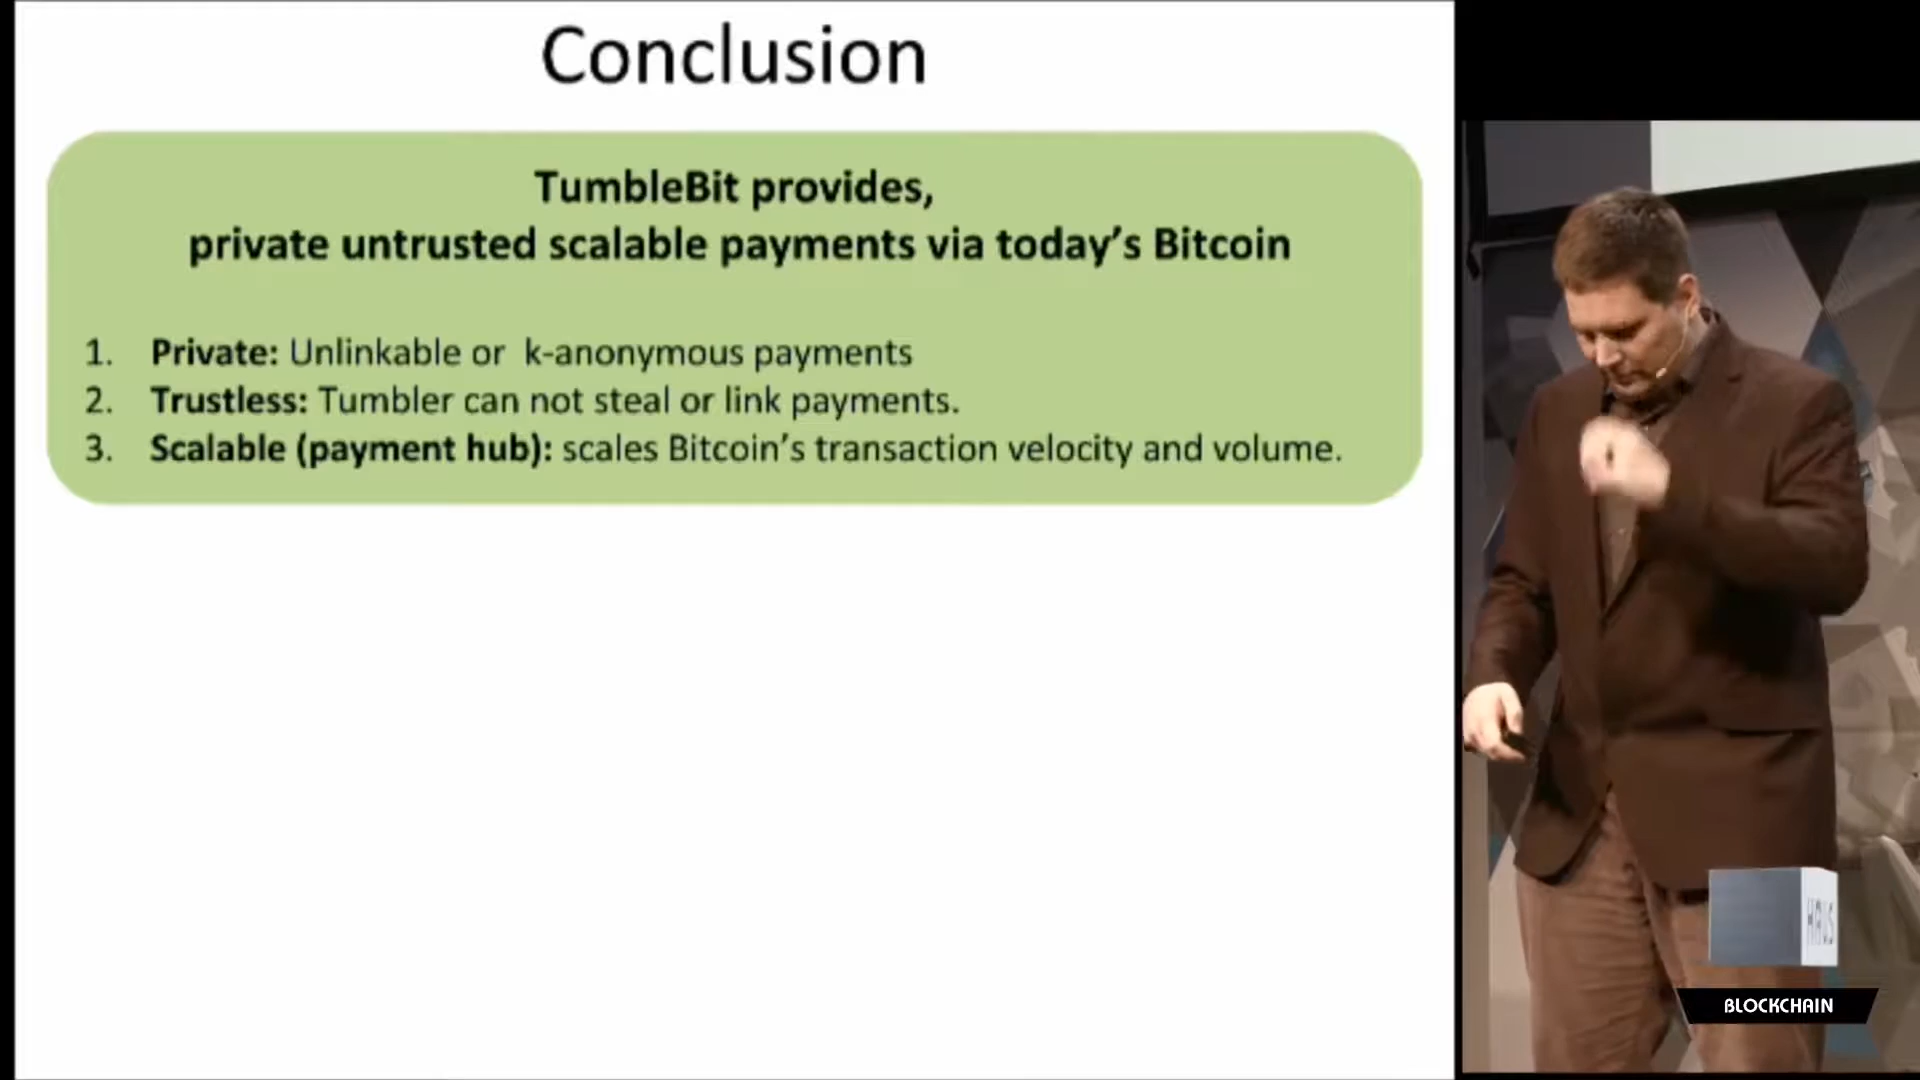 Conclusion
TumbleBit provides,
private untrusted scalable payments via today's Bitcoin
1. Private: Unlinkable or k-anonymous payments
2. Trustless: Tumbler can not steal or link payments.
3. Scalable (payment hub): scales Bitcoin's transaction velocity and volume.
HAUS
BLOCKCHAIN